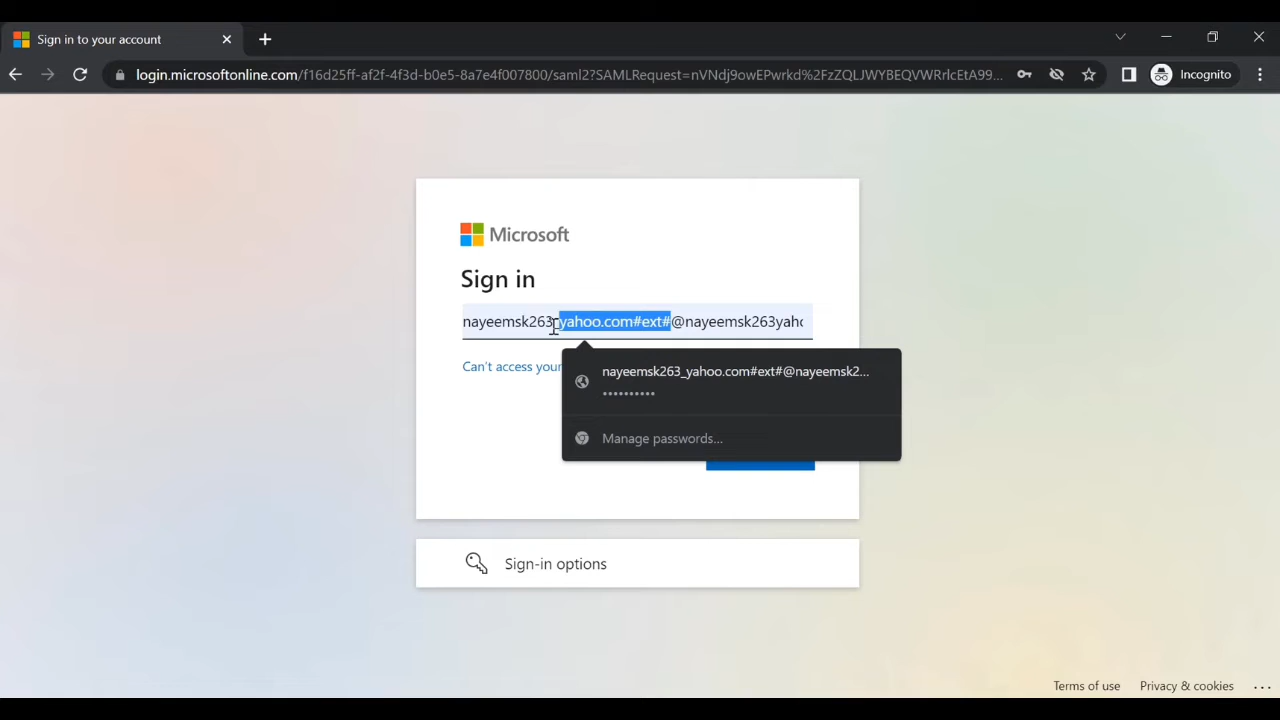 Sign in to your account
login.microsoftonline.com/f16d25ff-af2f-4f3d-b0e5-8a7e4f007800/saml2?SAMLRequest=nVNdj9owEPwrkd%2FzZQLJWYBEQVWRrlcEtA99...
Incognito
Microsoft
Sign in
nayeemsk263_yahoo.com#ext#@nayeemsk263yaho
Can't access your
nayeemsk263_yahoo.com#ext#@nayeemsk2...
••••••••••
Manage passwords...
Sign-in options
Terms of use Privacy & cookies ...